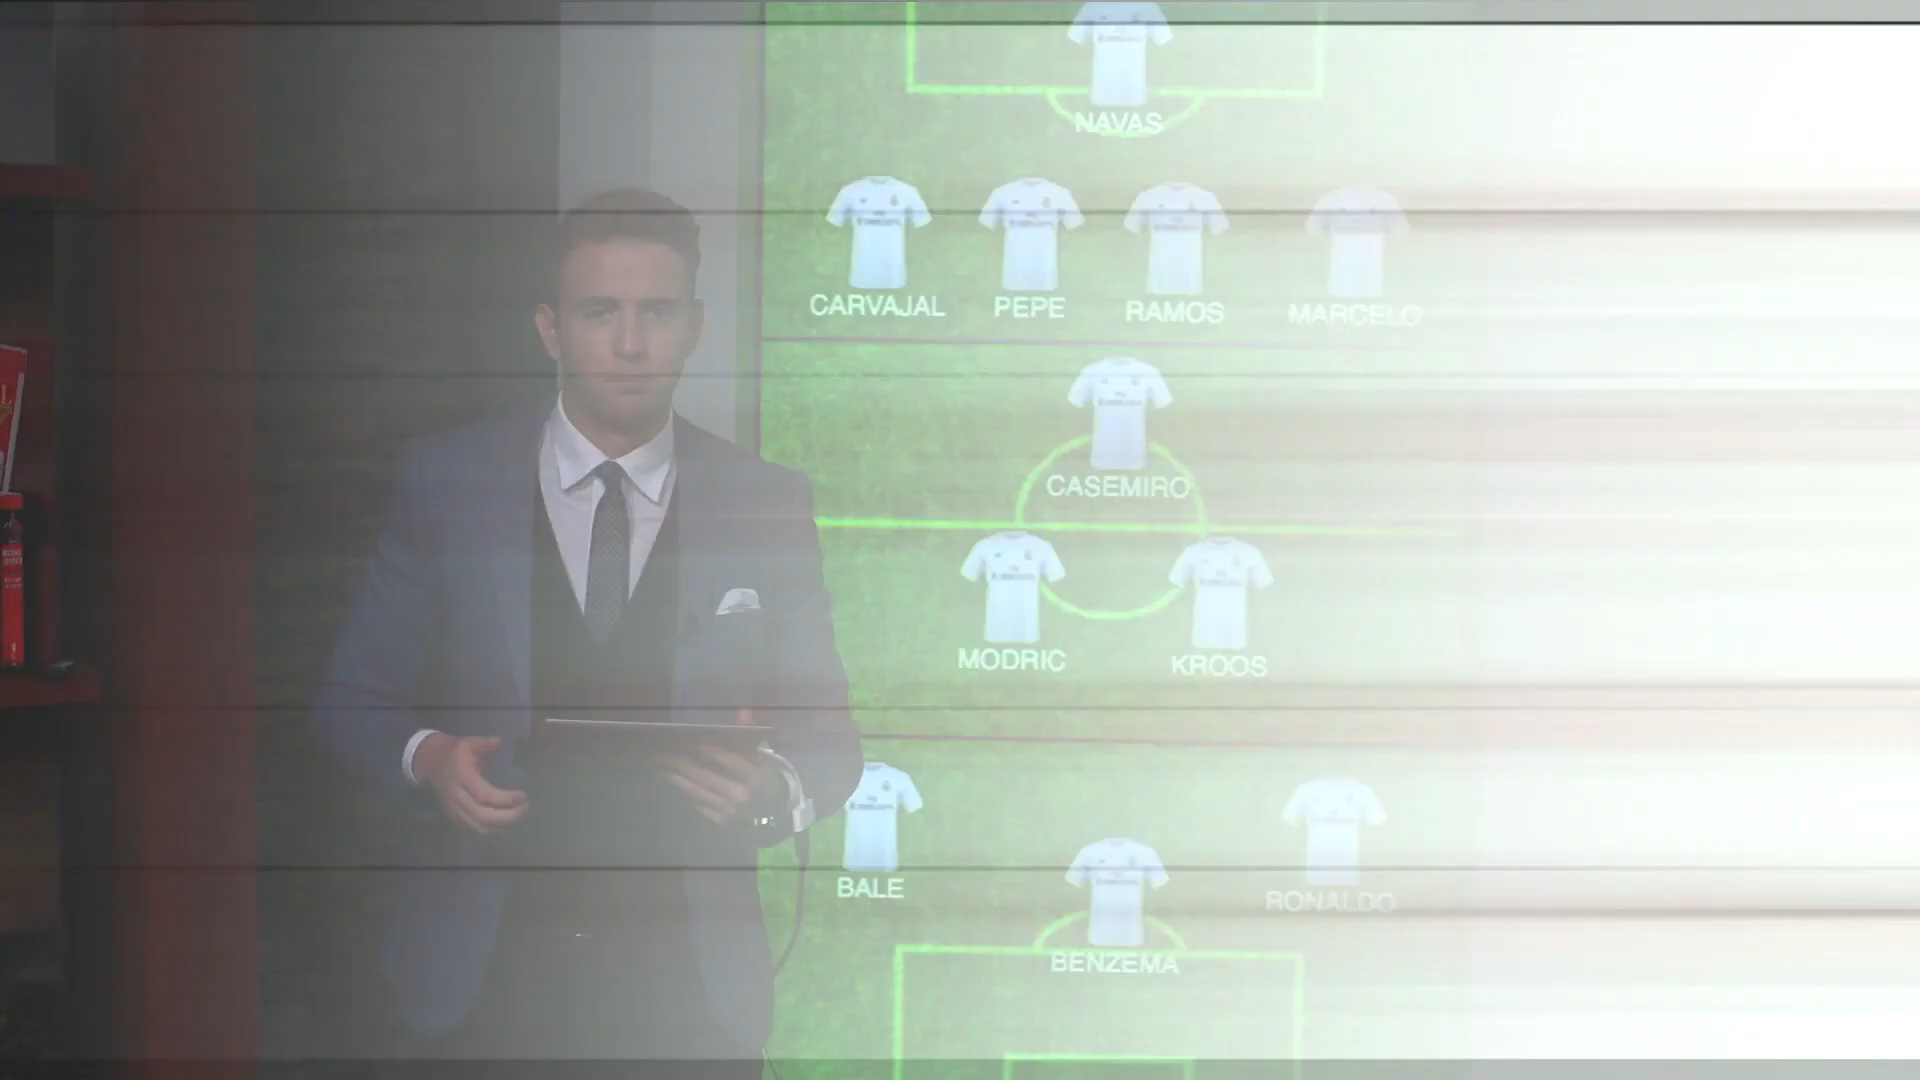 NAVAS
CARVAJAL
PEPE
RAMOS
MARCELO
CASEMIRO
MODRIC
KROOS
BALE
RONALDO
BENZEMA